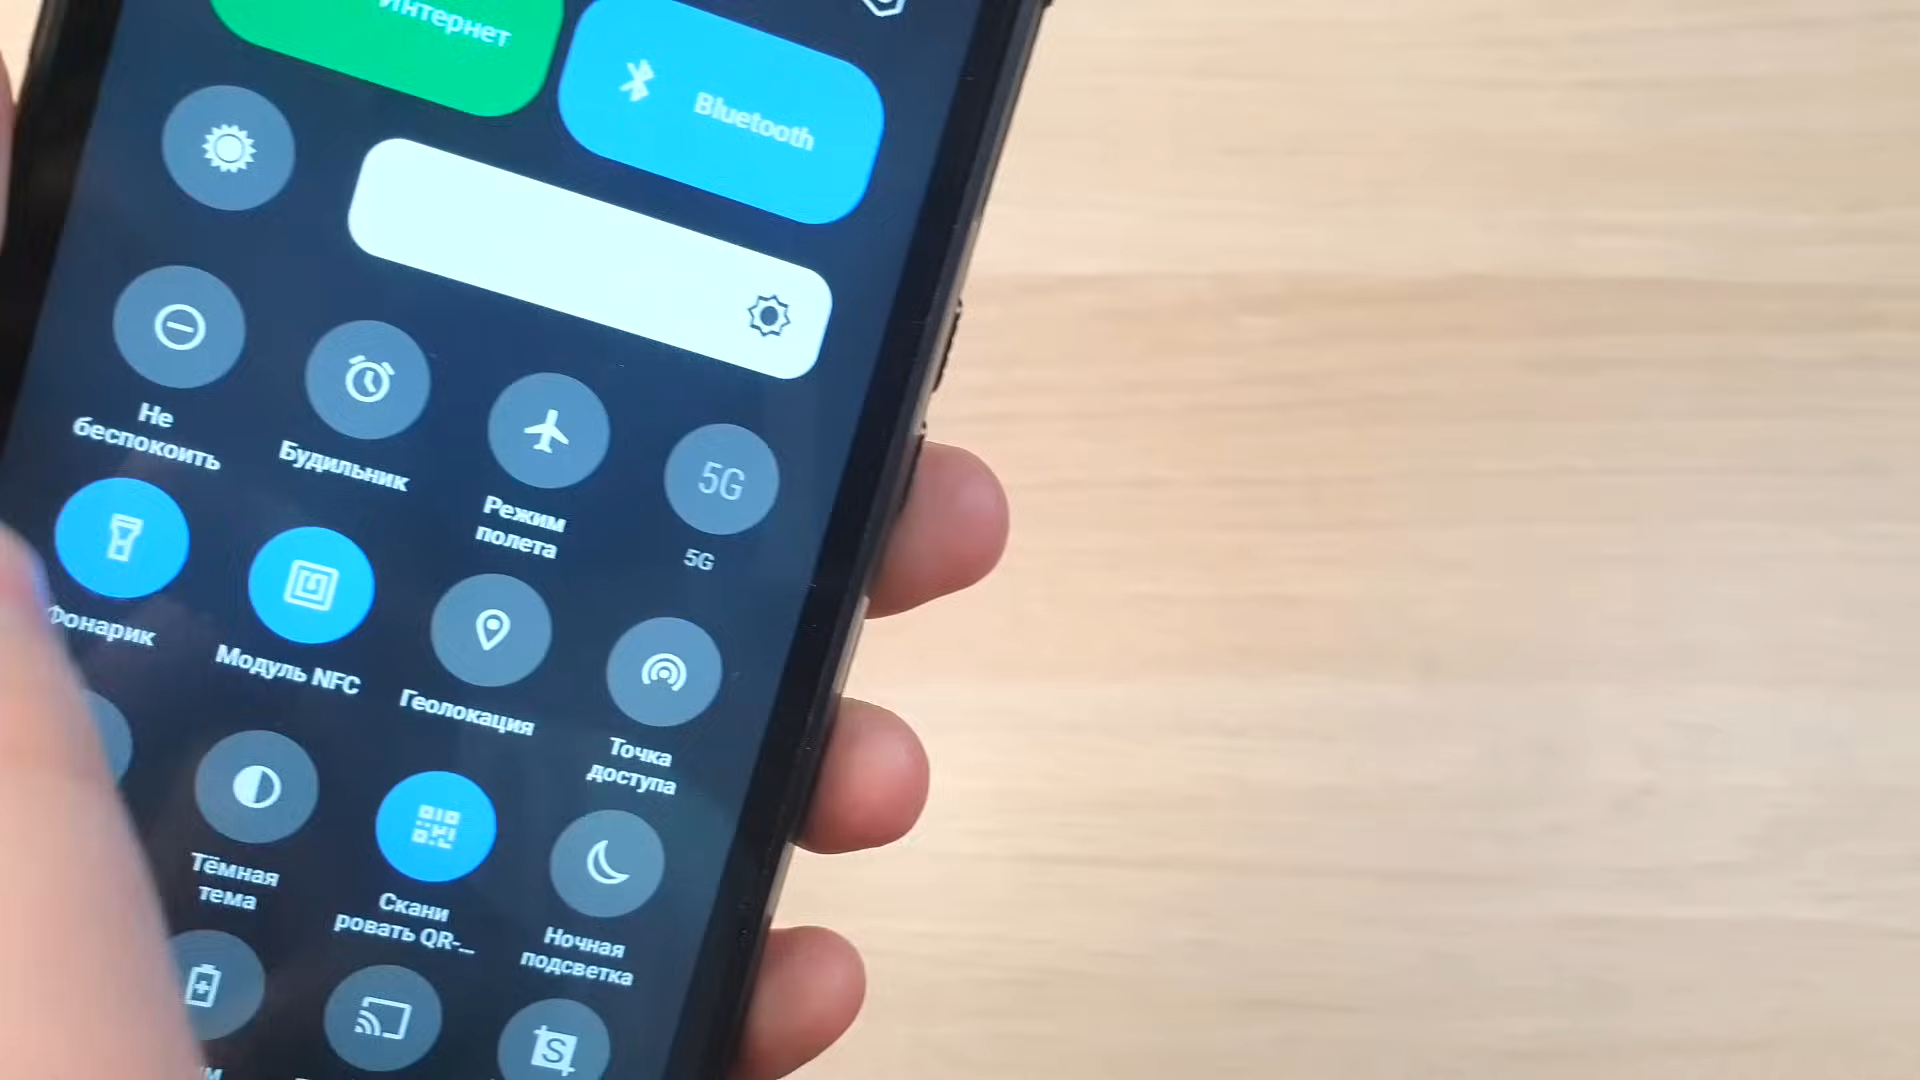 Интернет
Bluetooth
Не
беспокоить
Будильник
Режим
полета
5G
5G
Фонарик
Модуль NFC
Геолокация
Точка
доступа
Тёмная
тема
Скани
ровать QR-...
Ночная
подсветка
S